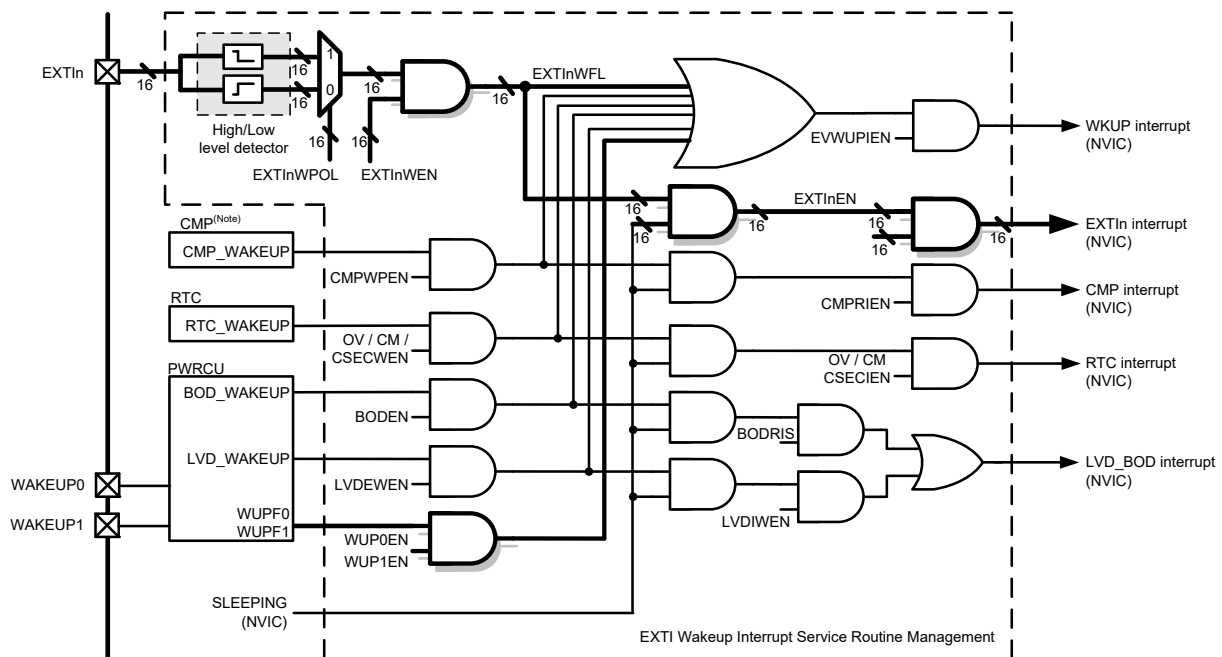 EXTIn
16
1
0
16
16
High/Low
level detector
16
EXTInWPOL
16
16
EXTInWEN
16
EXTInWFL
EVWUPIEN
WKUP interrupt
(NVIC)
16
16
16
EXTInEN
16
16
16
EXTIn interrupt
(NVIC)
CMP(Note)
CMP_WAKEUP
CMPWPEN
CMPRIEN
CMP interrupt
(NVIC)
RTC
RTC_WAKEUP
OV / CM /
CSECWEN
OV / CM
CSECIEN
RTC interrupt
(NVIC)
PWRCU
BOD_WAKEUP
BODEN
BODRIS
LVD_WAKEUP
LVDEWEN
LVDIWEN
LVD_BOD interrupt
(NVIC)
WAKEUP0
WAKEUP1
WUPF0
WUPF1
WUP0EN
WUP1EN
SLEEPING
(NVIC)
EXTI Wakeup Interrupt Service Routine Management